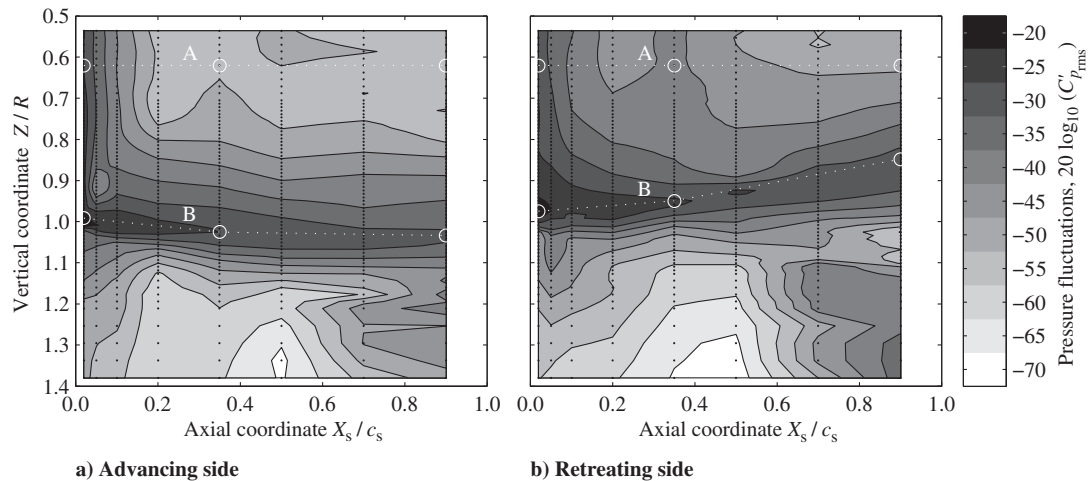 0.5
0.6
0.7
0.8
0.9
1.0
1.1
1.2
1.3
1.4
Vertical coordinate Z / R
A
B
0.0 0.2 0.4 0.6 0.8 1.0
Axial coordinate Xs / cs
a) Advancing side
A
B
0.0 0.2 0.4 0.6 0.8 1.0
Axial coordinate Xs / cs
b) Retreating side
−20
−25
−30
−35
−40
−45
−50
−55
−60
−65
−70
Pressure fluctuations, 20 log10 (C′prms)